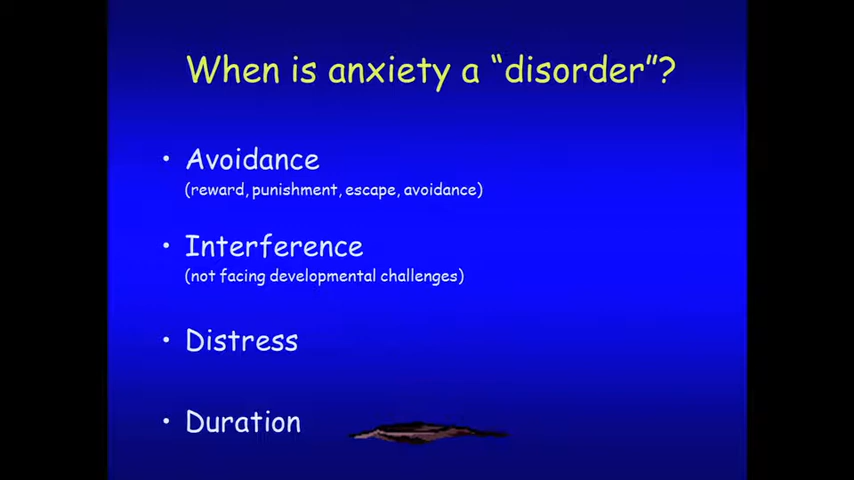 When is anxiety a “disorder”?
• Avoidance
(reward, punishment, escape, avoidance)
• Interference
(not facing developmental challenges)
• Distress
• Duration